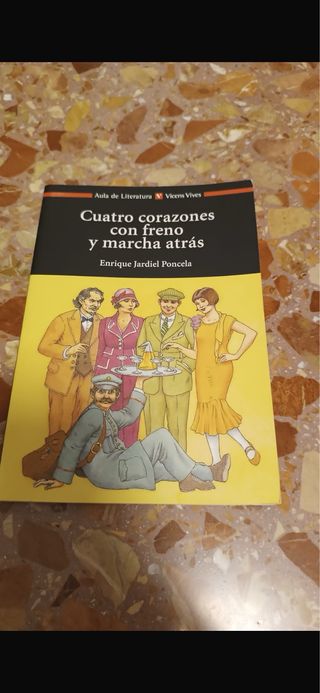 Aula de Literatura V Vicens Vives
Cuatro corazones
con freno
y marcha atrás
Enrique Jardiel Poncela